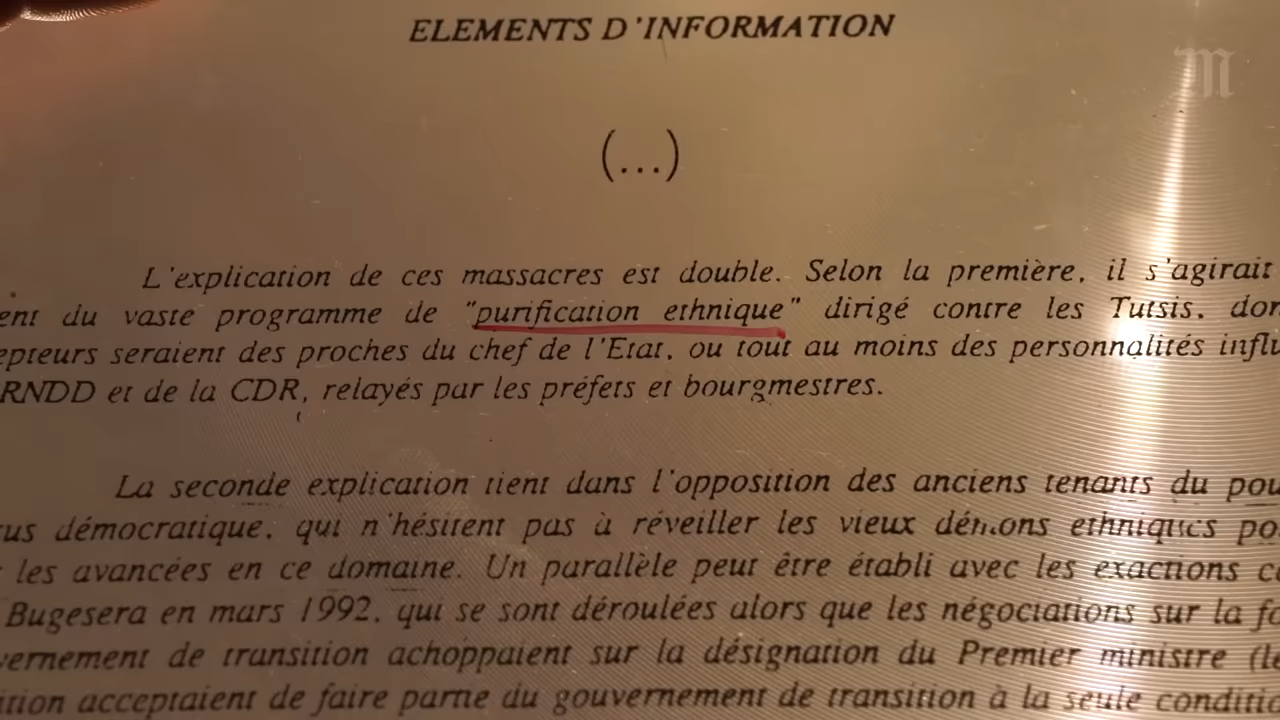 ELEMENTS D'INFORMATION
M
(...)
L'explication de ces massacres est double. Selon la première, il s'agirait
ent du vaste programme de "purification ethnique" dirigé contre les Tutsis, don
epteurs seraient des proches du chef de l'Etat, ou tout au moins des personnalités influ
RNDD et de la CDR, relayés par les préfets et bourgmestres.
La seconde explication tient dans l'opposition des anciens tenants du pou
us démocratique, qui n'hésitent pas à réveiller les vieux démons ethniques po
les avancées en ce domaine. Un parallèle peut être établi avec les exactions co
Bugesera en mars 1992, qui se sont déroulées alors que les négociations sur la fo
vernement de transition achoppaient sur la désignation du Premier ministre (le
ition acceptaient de faire partie du gouvernement de transition à la seule conditio